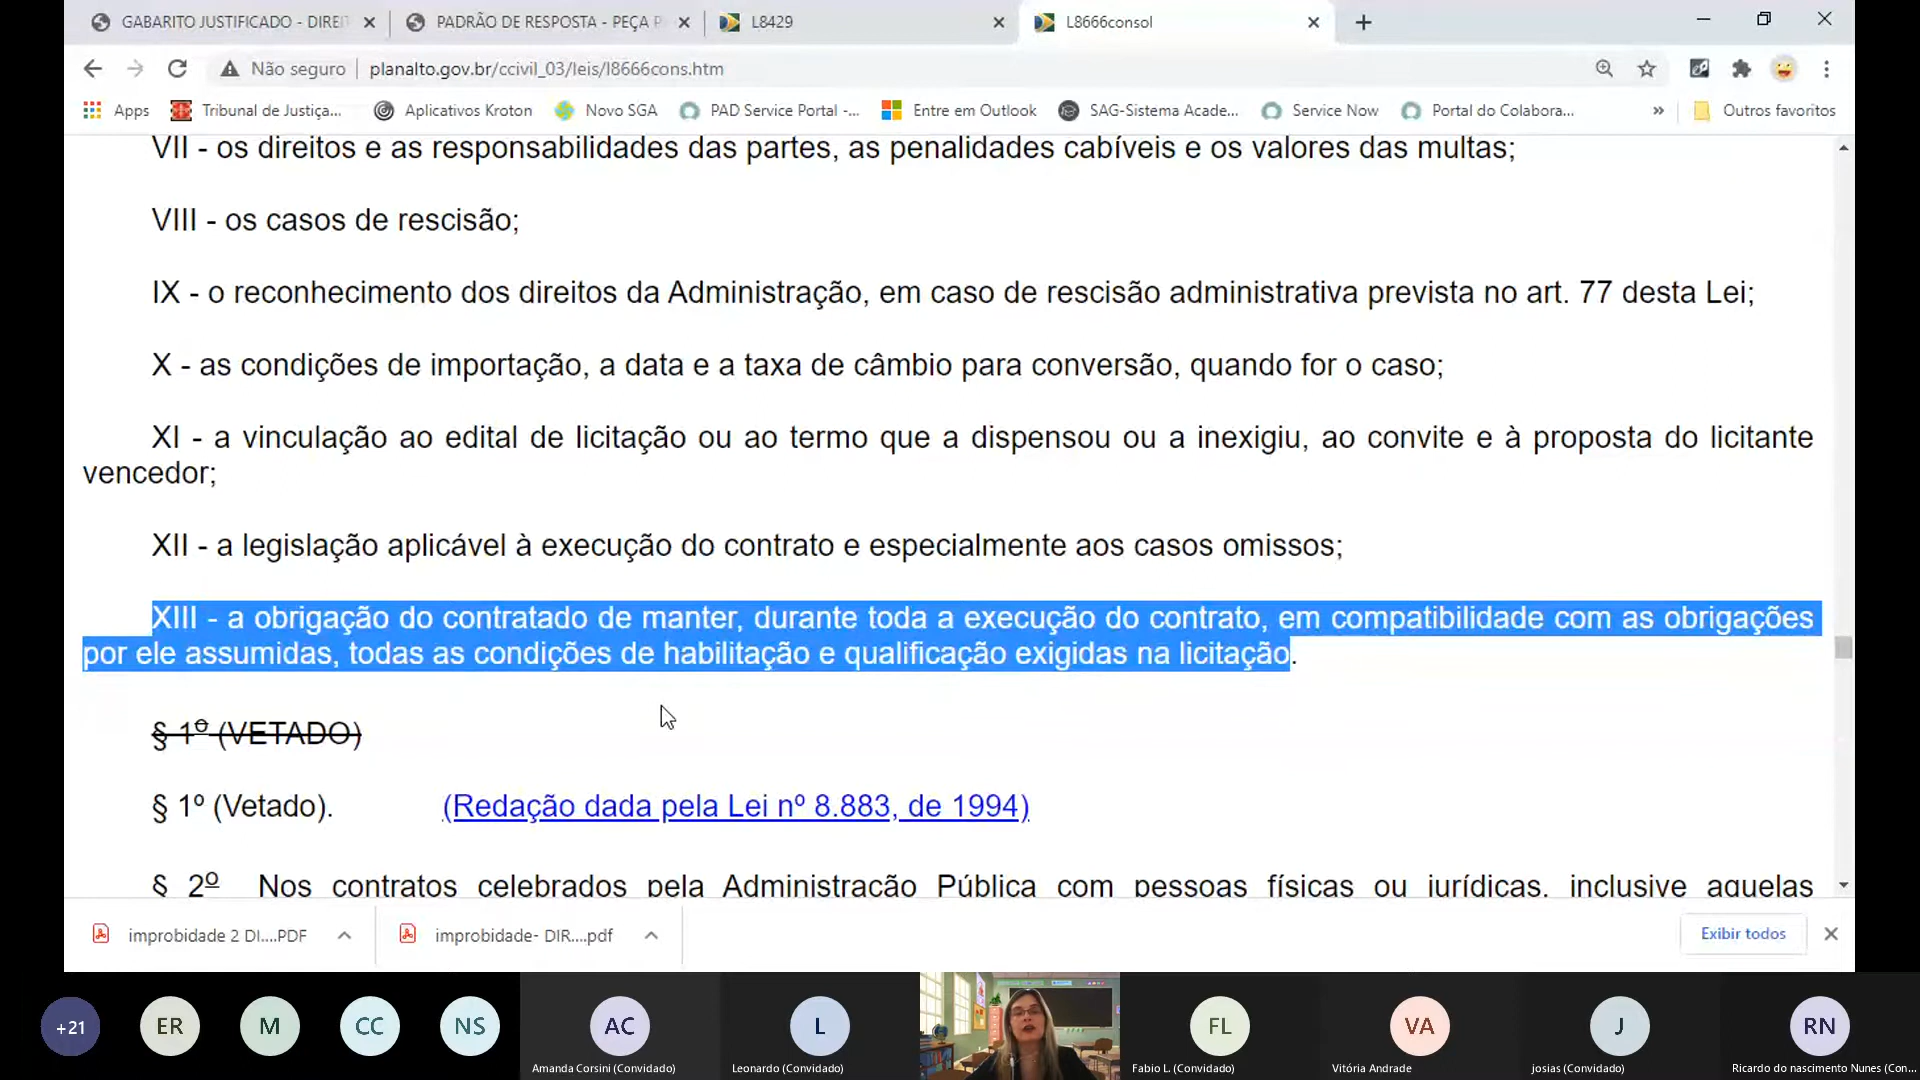 GABARITO JUSTIFICADO - DIREI
PADRÃO DE RESPOSTA - PEÇA P
L8429
L8666consol
Não seguro
planalto.gov.br/ccivil_03/leis/l8666cons.htm
Apps
Tribunal de Justiça...
Aplicativos Kroton
Novo SGA
PAD Service Portal -...
Entre em Outlook
SAG-Sistema Acade...
Service Now
Portal do Colabora...
»
Outros favoritos
VII - os direitos e as responsabilidades das partes, as penalidades cabíveis e os valores das multas;
VIII - os casos de rescisão;
IX - o reconhecimento dos direitos da Administração, em caso de rescisão administrativa prevista no art. 77 desta Lei;
X - as condições de importação, a data e a taxa de câmbio para conversão, quando for o caso;
XI - a vinculação ao edital de licitação ou ao termo que a dispensou ou a inexigiu, ao convite e à proposta do licitante
vencedor;
XII - a legislação aplicável à execução do contrato e especialmente aos casos omissos;
XIII - a obrigação do contratado de manter, durante toda a execução do contrato, em compatibilidade com as obrigações
por ele assumidas, todas as condições de habilitação e qualificação exigidas na licitação.
§ 1º (VETADO)
§ 1º (Vetado). (Redação dada pela Lei nº 8.883, de 1994)
§ 2º Nos contratos celebrados pela Administração Pública com pessoas físicas ou jurídicas, inclusive aquelas
improbidade 2 DI....PDF
improbidade- DIR....pdf
Exibir todos
+21
ER
M
CC
NS
AC
L
FL
VA
J
RN
Amanda Corsini (Convidado)
Leonardo (Convidado)
Fabio L. (Convidado)
Vitória Andrade
josias (Convidado)
Ricardo do nascimento Nunes (Con...